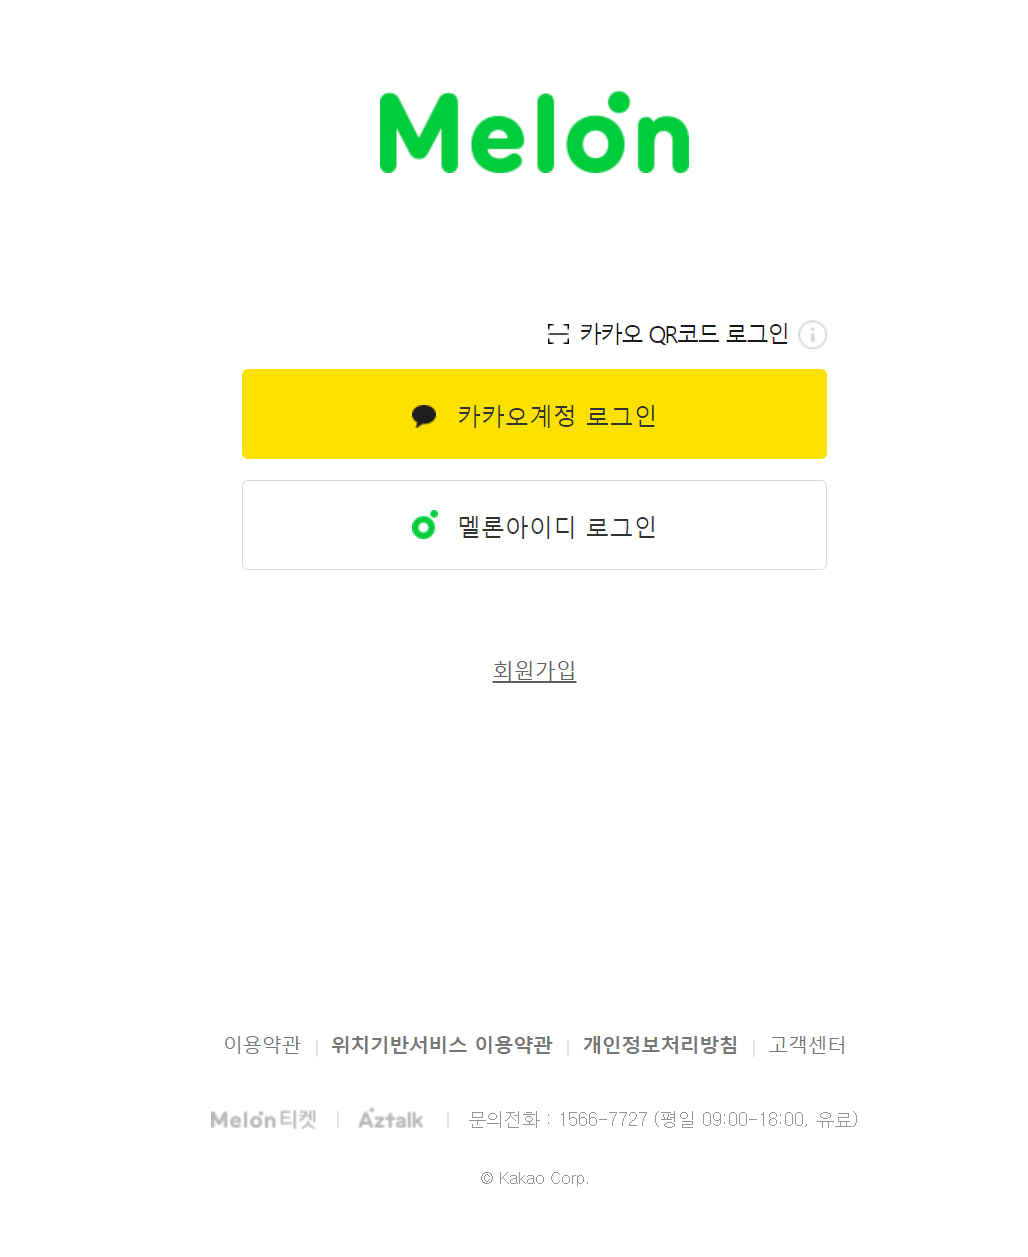 Melon
카카오 QR코드 로그인
카카오계정 로그인
멜론아이디 로그인
회원가입
이용약관 | 위치기반서비스 이용약관 | 개인정보처리방침 | 고객센터
Melon티켓 | Aztalk | 문의전화 : 1566-7727 (평일 09:00-18:00, 유료)
© Kakao Corp.